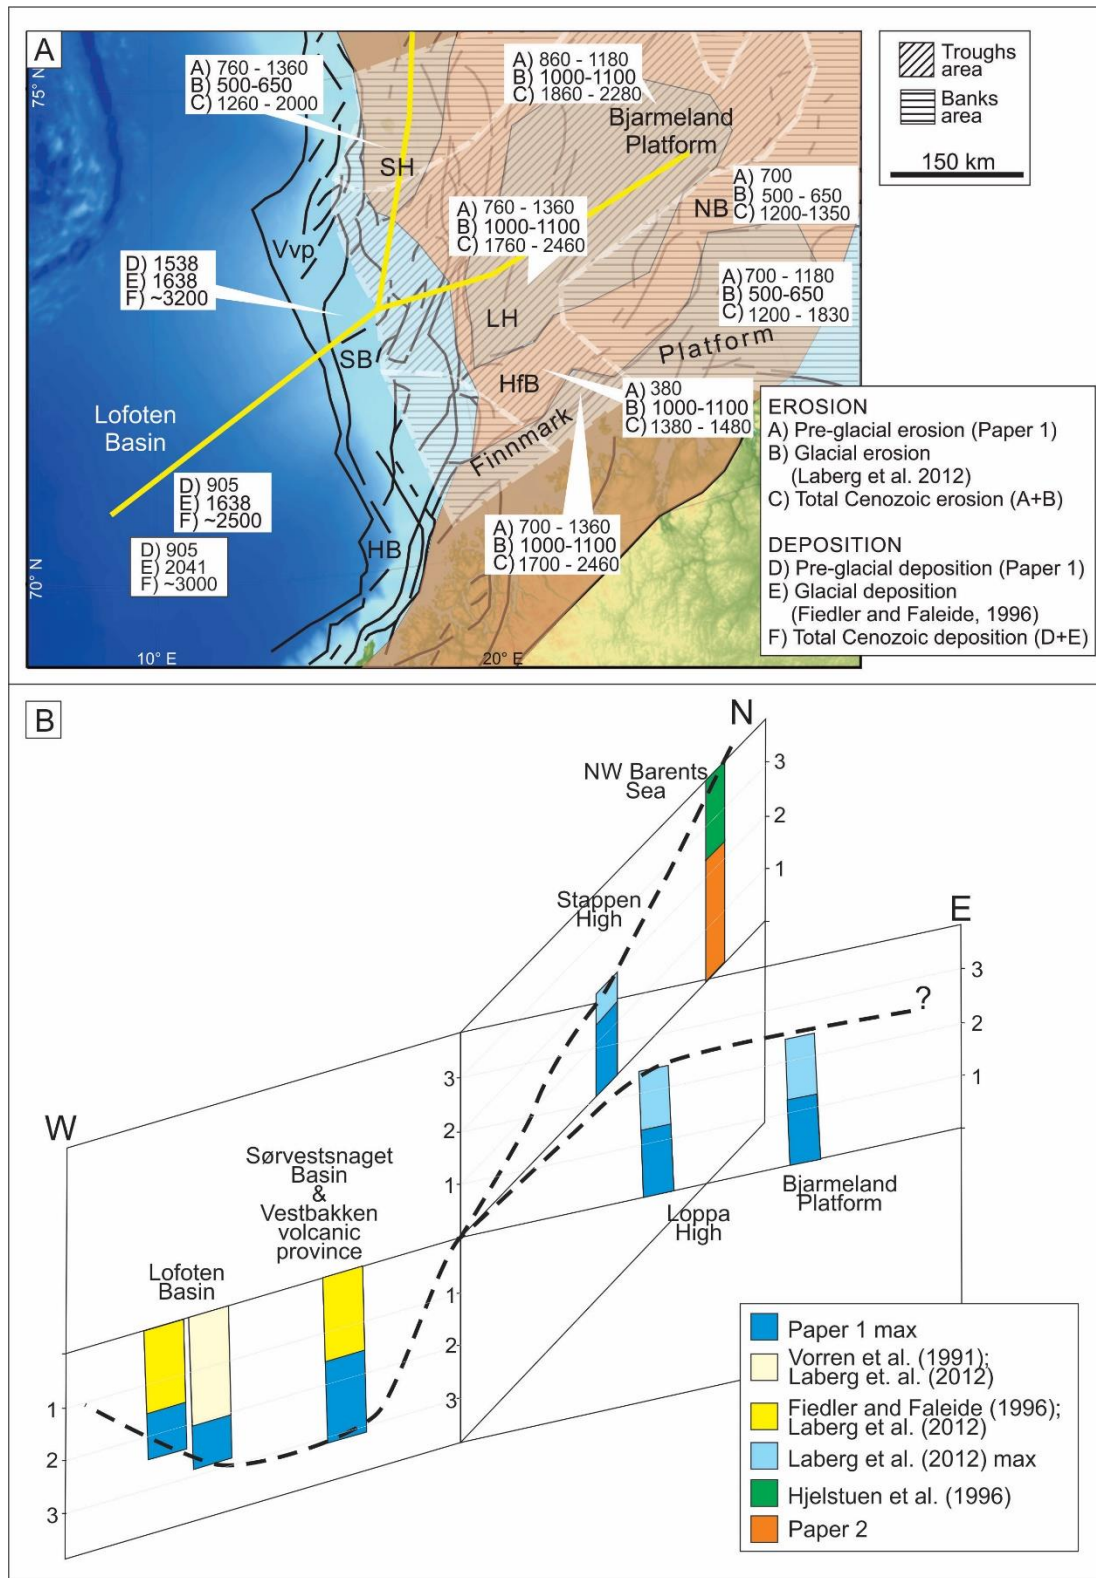 A
75° N
A) 760 - 1360
B) 500-650
C) 1260 - 2000
A) 860 - 1180
B) 1000-1100
C) 1860 - 2280
Bjarmeland
Platform
SH
A) 760 - 1360
B) 1000-1100
C) 1760 - 2460
NB
A) 700
B) 500 - 650
C) 1200-1350
Vvp
D) 1538
E) 1638
F) ~3200
A) 700 - 1180
B) 500-650
C) 1200 - 1830
LH
SB
Platform
HfB
A) 380
B) 1000-1100
C) 1380 - 1480
Lofoten
Basin
Finnmark
D) 905
E) 1638
F) ~2500
D) 905
E) 2041
F) ~3000
HB
A) 700 - 1360
B) 1000-1100
C) 1700 - 2460
70° N
10° E
20° E
Troughs
area
Banks
area
150 km
EROSION
A) Pre-glacial erosion (Paper 1)
B) Glacial erosion
(Laberg et al. 2012)
C) Total Cenozoic erosion (A+B)
DEPOSITION
D) Pre-glacial deposition (Paper 1)
E) Glacial deposition
(Fiedler and Faleide, 1996)
F) Total Cenozoic deposition (D+E)
B
N
NW Barents
Sea
3
2
1
Stappen
High
E
3
2
1
?
3
2
1
W
Sørvestsnaget
Basin
&
Vestbakken
volcanic
province
Bjarmeland
Platform
Loppa
High
Lofoten
Basin
1
2
3
1
2
3
Paper 1 max
Vorren et al. (1991);
Laberg et. al. (2012)
Fiedler and Faleide (1996);
Laberg et al. (2012)
Laberg et al. (2012) max
Hjelstuen et al. (1996)
Paper 2